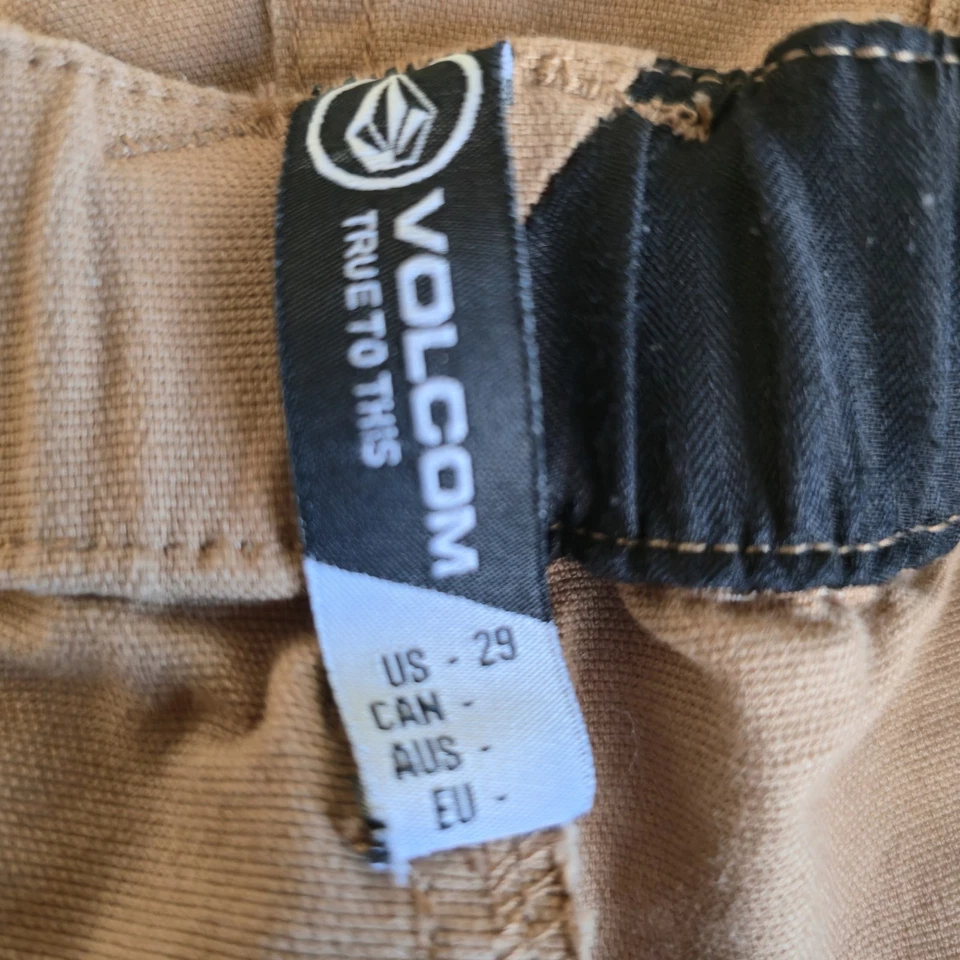 VOLCOM
TRUE TO THIS
US - 29
CAN -
AUS -
EU -